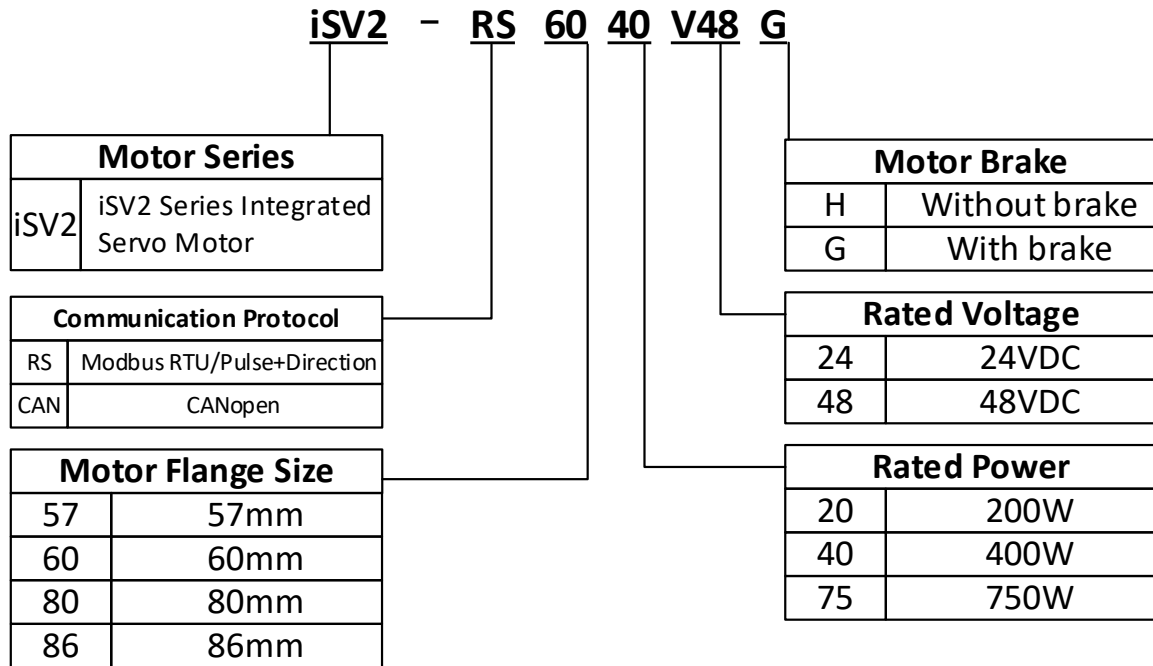 iSV2 - RS 60 40 V48 G
Motor Series
iSV2 iSV2 Series Integrated
Servo Motor
Communication Protocol
RS Modbus RTU/Pulse+Direction
CAN CANopen
Motor Flange Size
57 57mm
60 60mm
80 80mm
86 86mm
Motor Brake
H Without brake
G With brake
Rated Voltage
24 24VDC
48 48VDC
Rated Power
20 200W
40 400W
75 750W